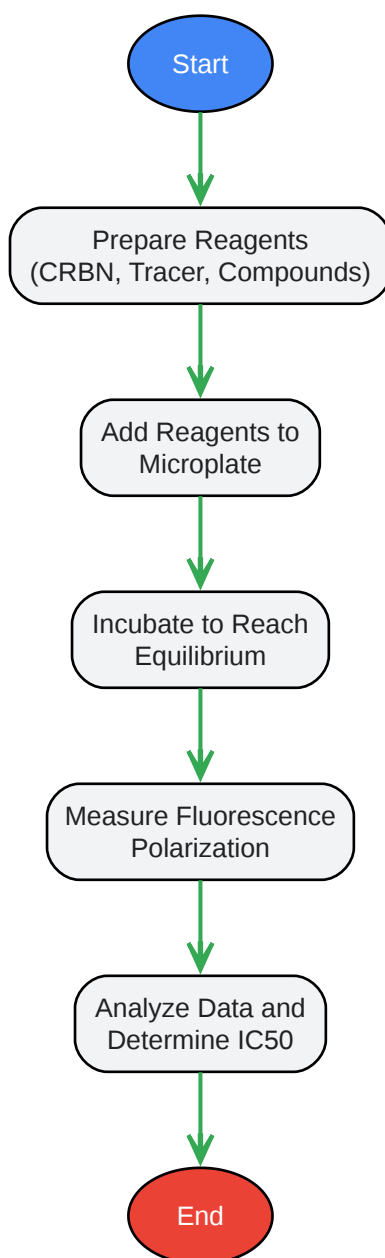 Start
Prepare Reagents
(CRBN, Tracer, Compounds)
Add Reagents to
Microplate
Incubate to Reach
Equilibrium
Measure Fluorescence
Polarization
Analyze Data and
Determine IC50
End